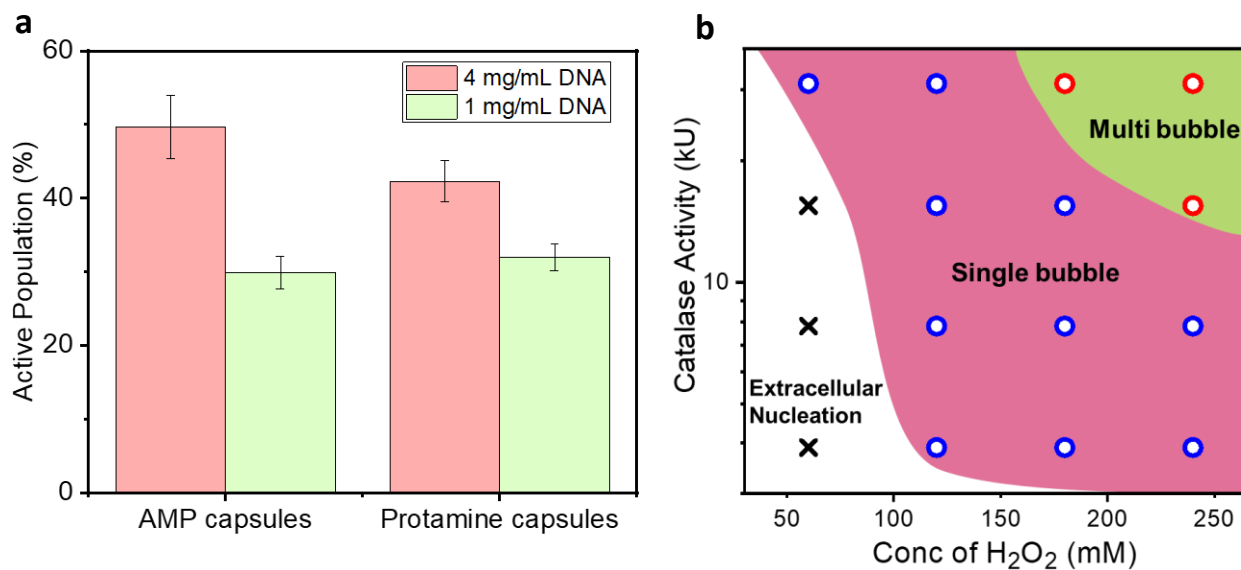 a
60
40
20
0
Active Population (%)
4 mg/mL DNA
1 mg/mL DNA
AMP capsules
Protamine capsules
b
Catalase Activity (kU)
10
Multi bubble
Single bubble
Extracellular
Nucleation
50 100 150 200 250
Conc of H₂O₂ (mM)